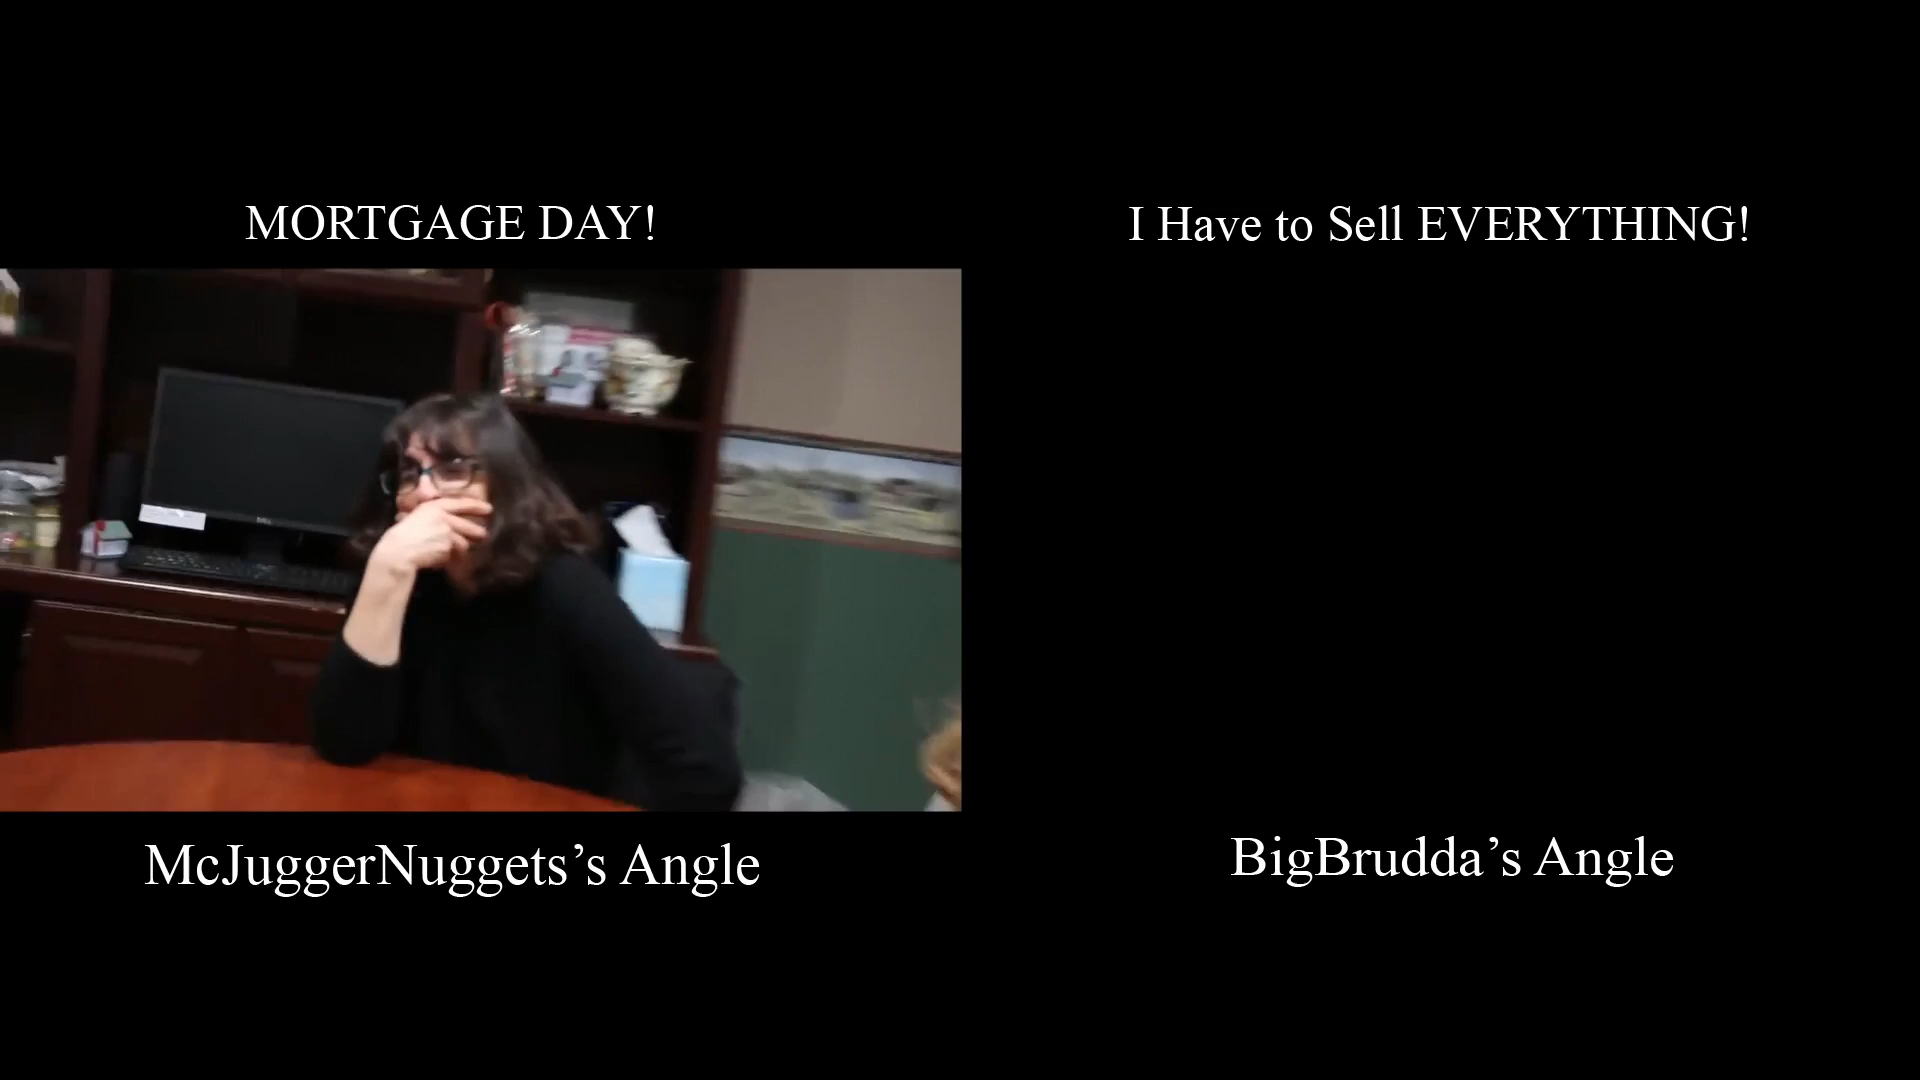 MORTGAGE DAY!
I Have to Sell EVERYTHING!
McJuggerNuggets’s Angle
BigBrudda’s Angle